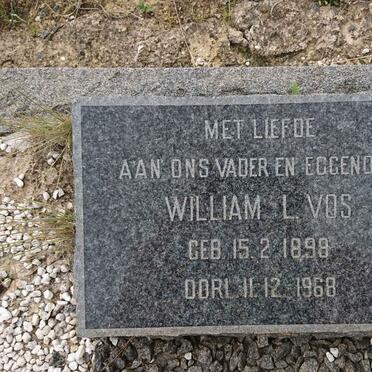 MET LIEFDE
AAN ONS VADER EN EGGENO
WILLIAM L. VOS
GEB. 15. 2. 1898
OORL. 11. 12. 1968